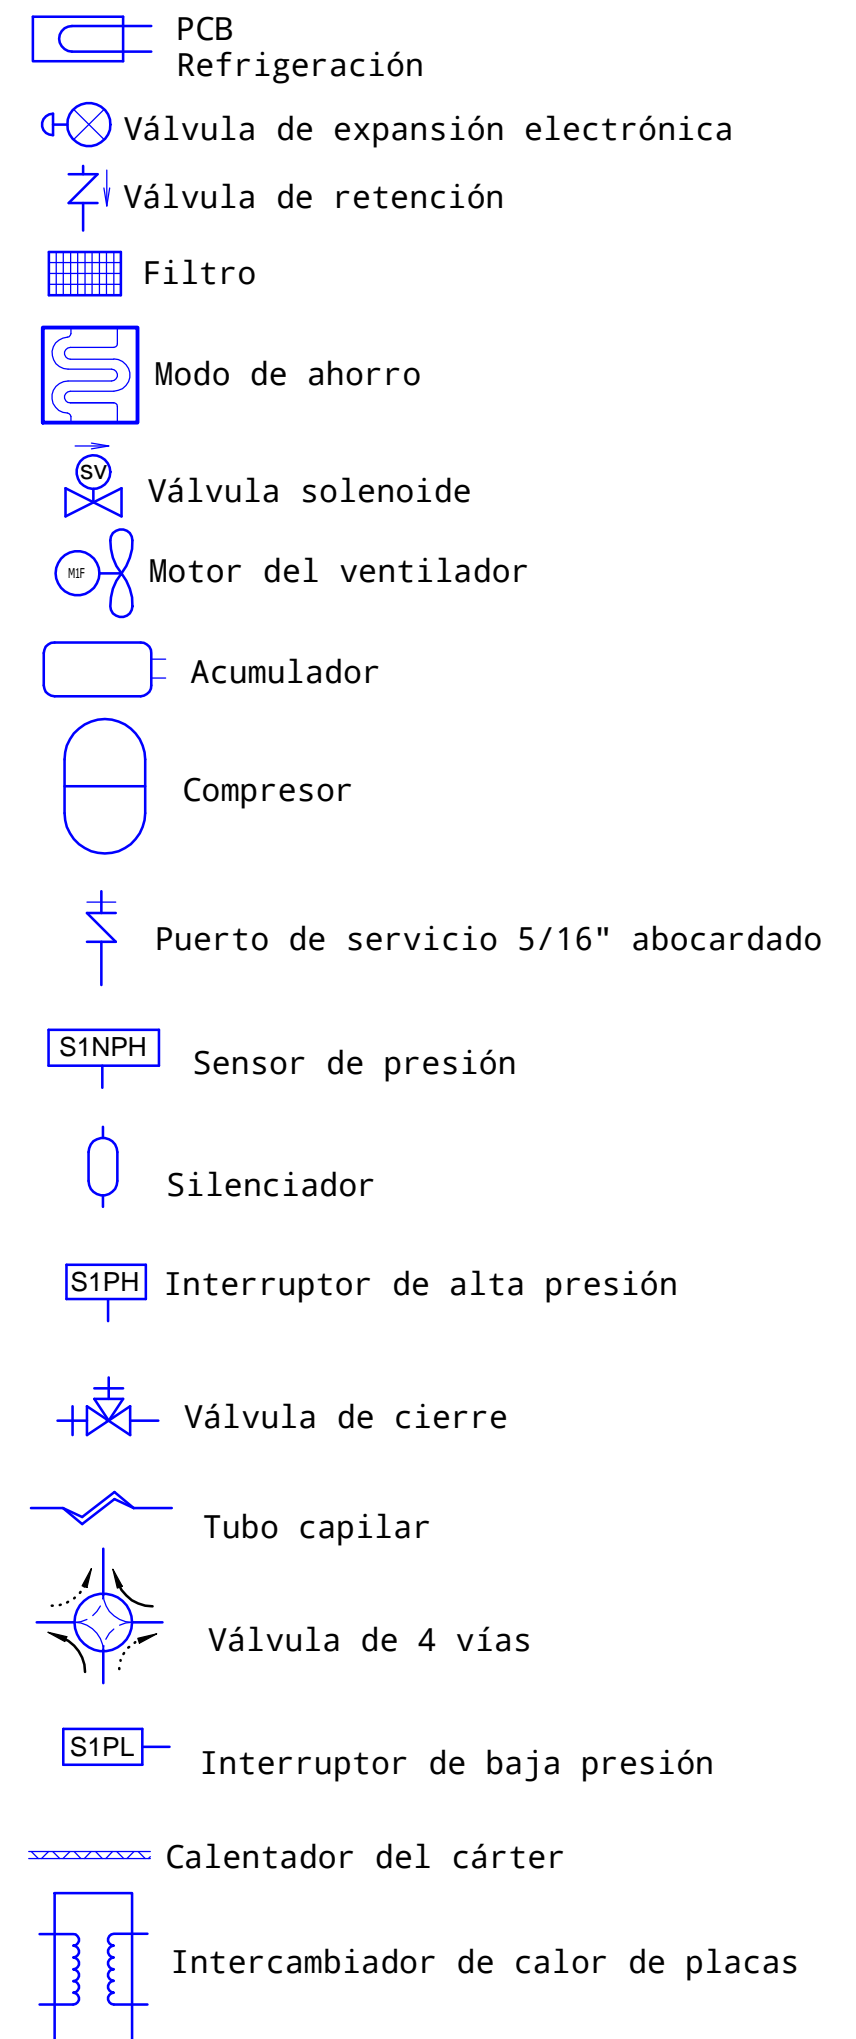 PCB
Refrigeración
Válvula de expansión electrónica
Válvula de retención
Filtro
Modo de ahorro
SV
Válvula solenoide
M1F
Motor del ventilador
Acumulador
Compresor
Puerto de servicio 5/16" abocardado
S1NPH
Sensor de presión
Silenciador
S1PH
Interruptor de alta presión
Válvula de cierre
Tubo capilar
Válvula de 4 vías
S1PL
Interruptor de baja presión
Calentador del cárter
Intercambiador de calor de placas